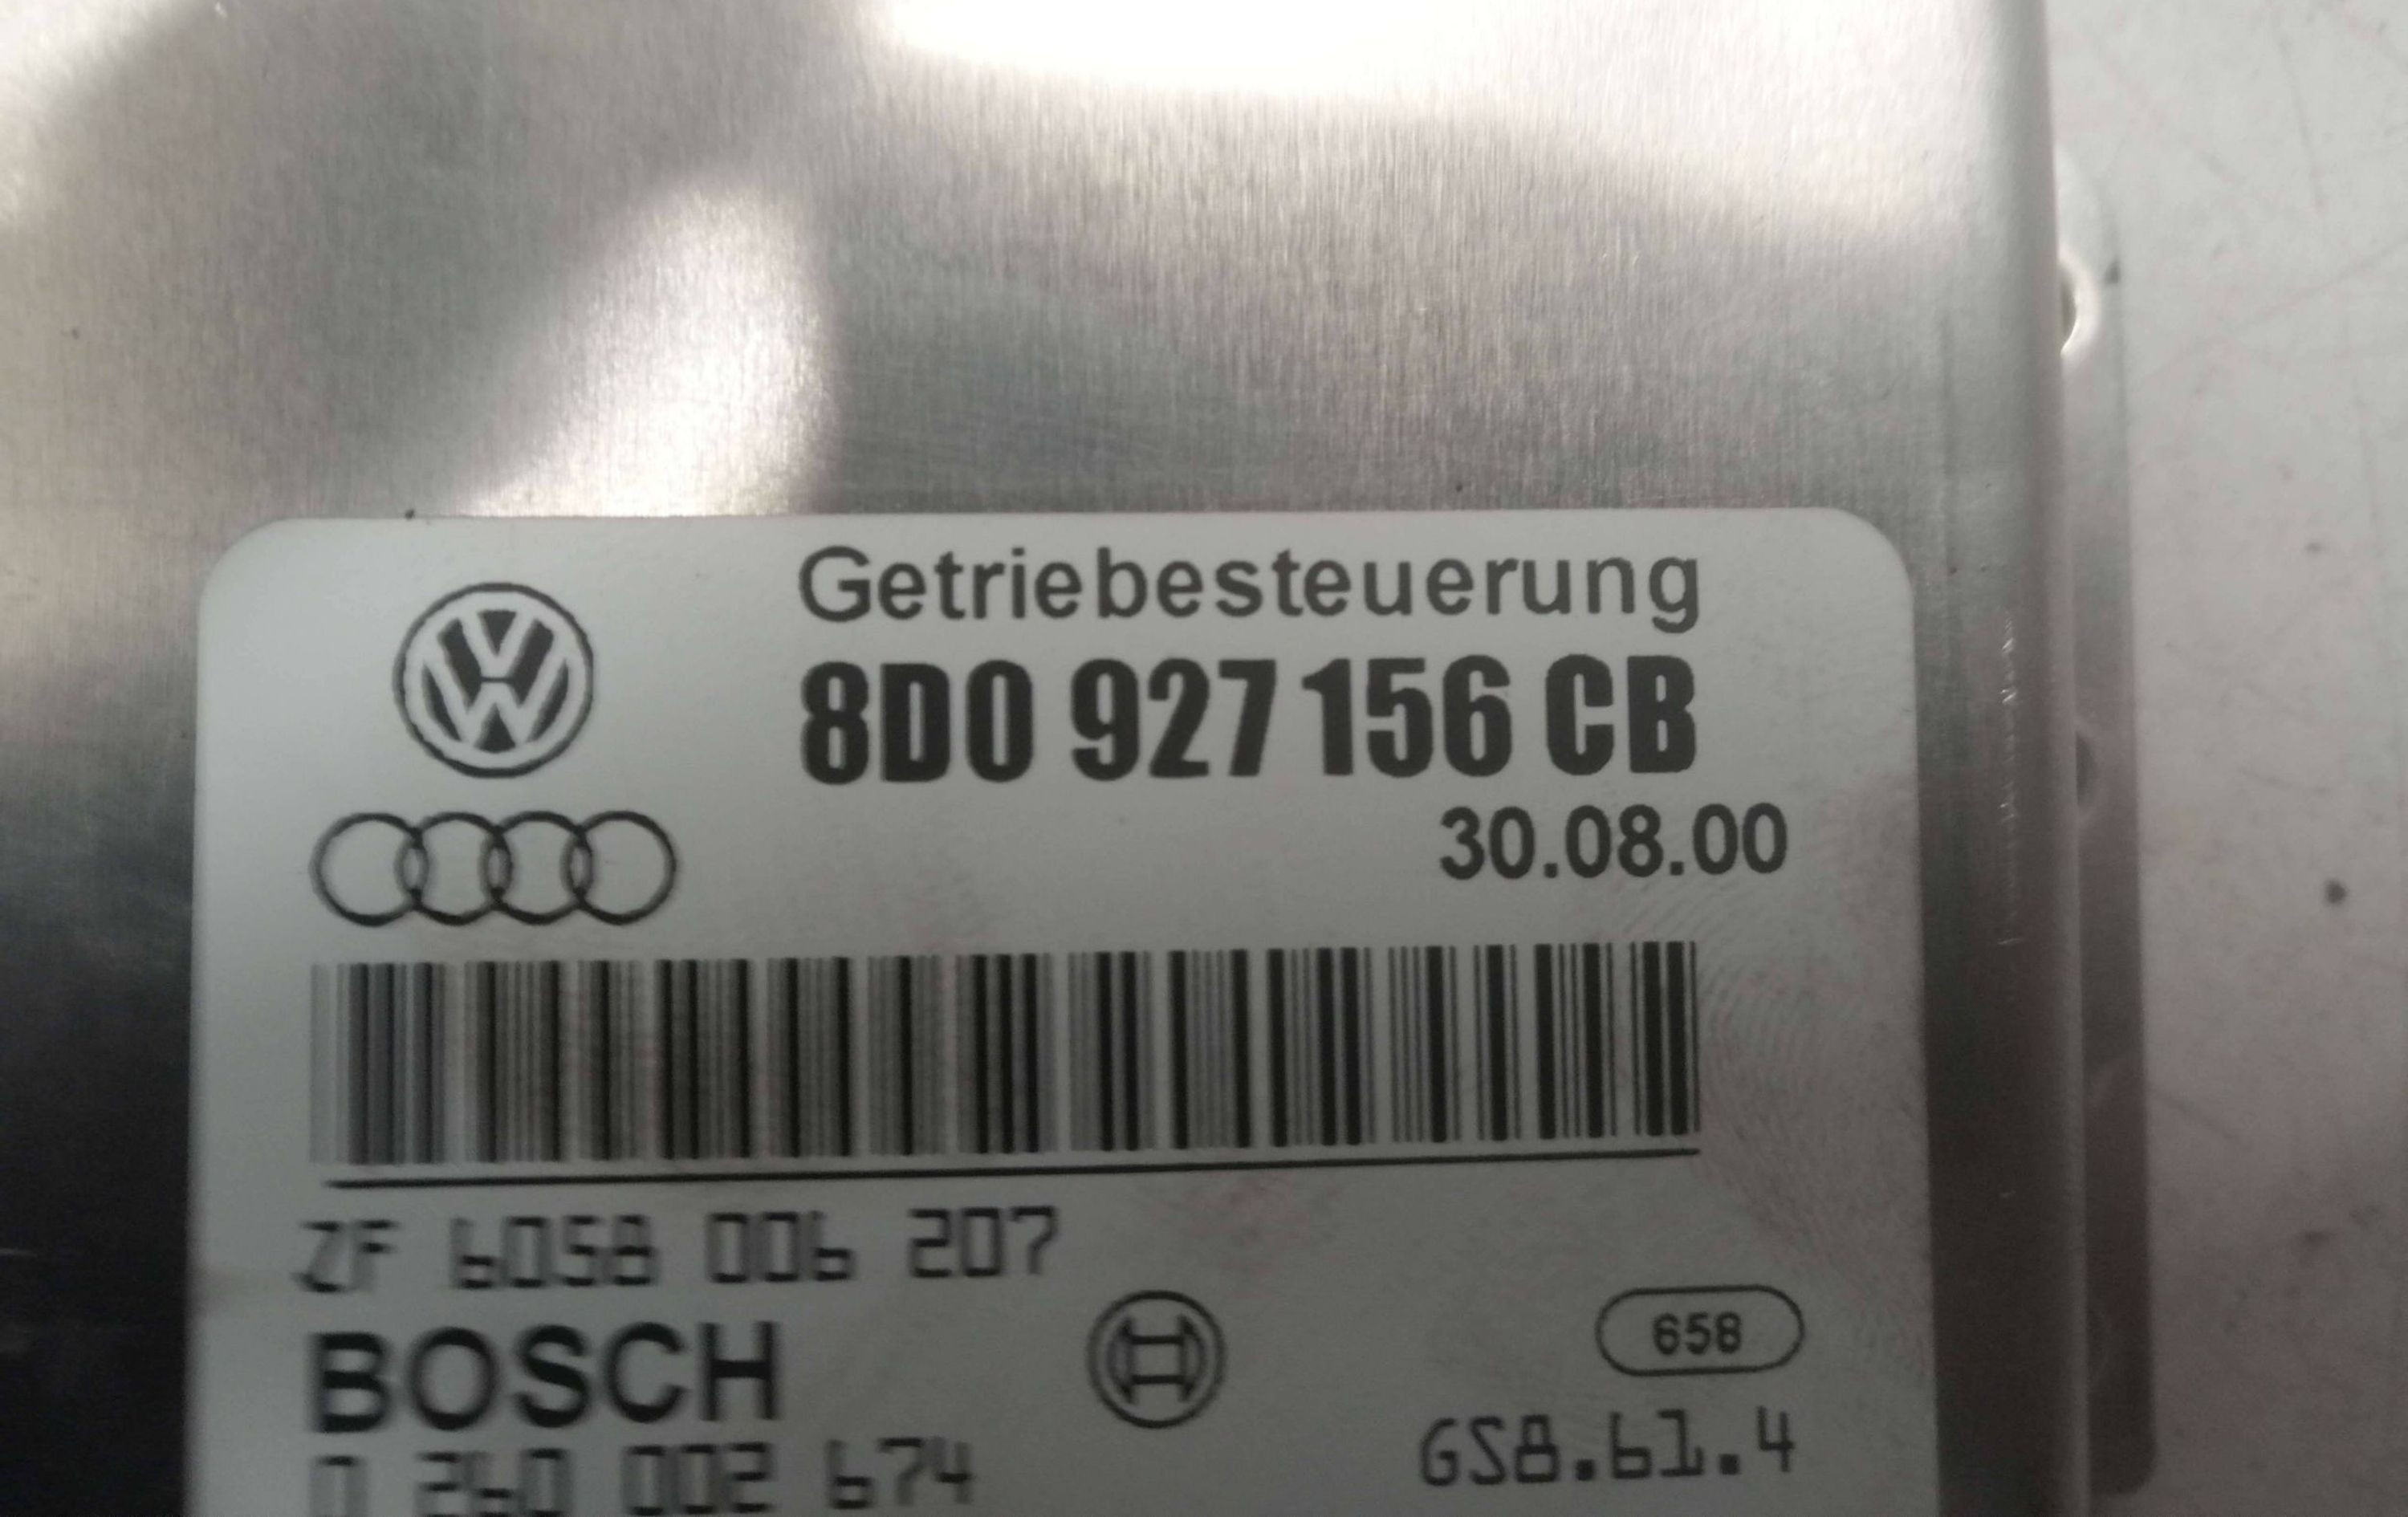 Getriebesteuerung
8D0 927 156 CB
30.08.00
ZF 6058 006 207
BOSCH
658
0 260 002 674
GS8.61.4